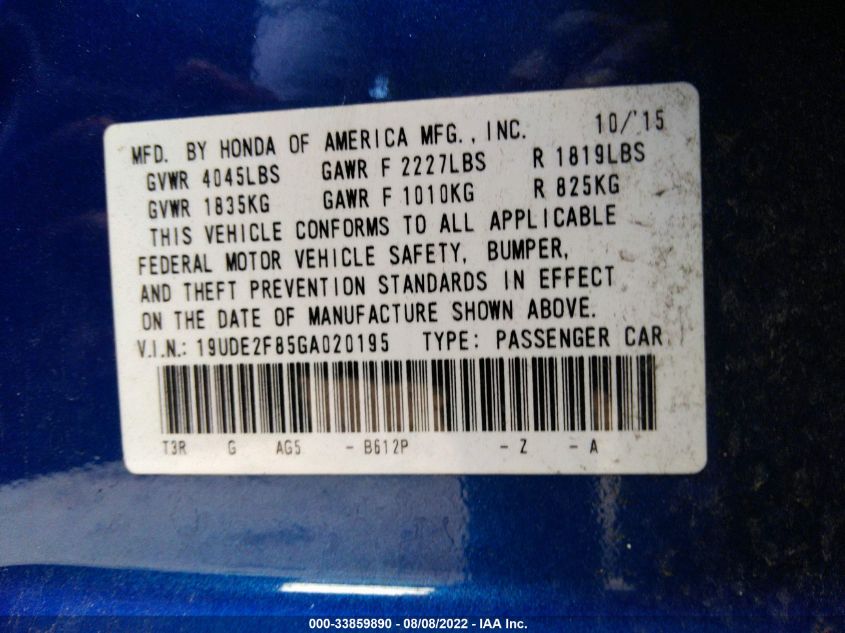 MFD. BY HONDA OF AMERICA MFG., INC. 10/'15
GVWR 4045LBS GAWR F 2227LBS R 1819LBS
GVWR 1835KG GAWR F 1010KG R 825KG
THIS VEHICLE CONFORMS TO ALL APPLICABLE
FEDERAL MOTOR VEHICLE SAFETY, BUMPER,
AND THEFT PREVENTION STANDARDS IN EFFECT
ON THE DATE OF MANUFACTURE SHOWN ABOVE.
V.I.N.: 19UDE2F85GA020195 TYPE: PASSENGER CAR
T3R G AG5 - B612P - Z - A
000-33859890 - 08/08/2022 - IAA Inc.